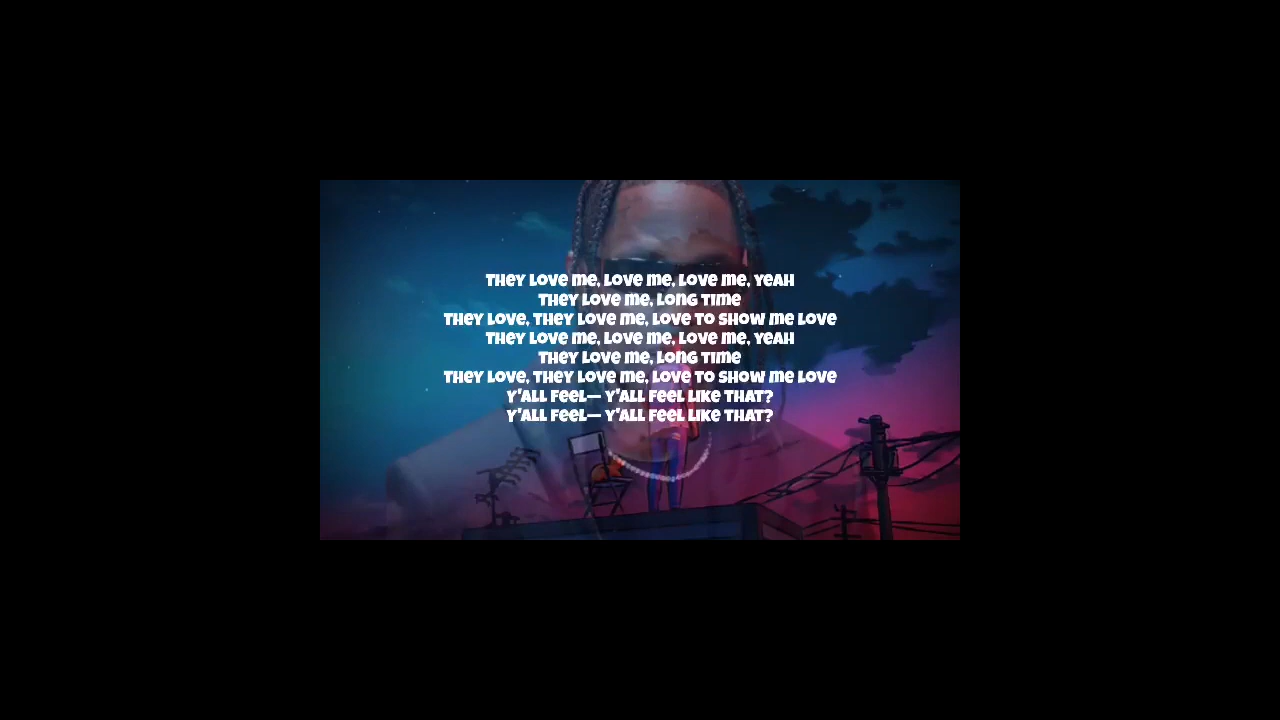 They love me, love me, love me, yeah
They love me, long time
They love, they love me, love to show me love
They love me, love me, love me, yeah
They love me, long time
They love, they love me, love to show me love
Y'all feel— y'all feel like that?
Y'all feel— y'all feel like that?